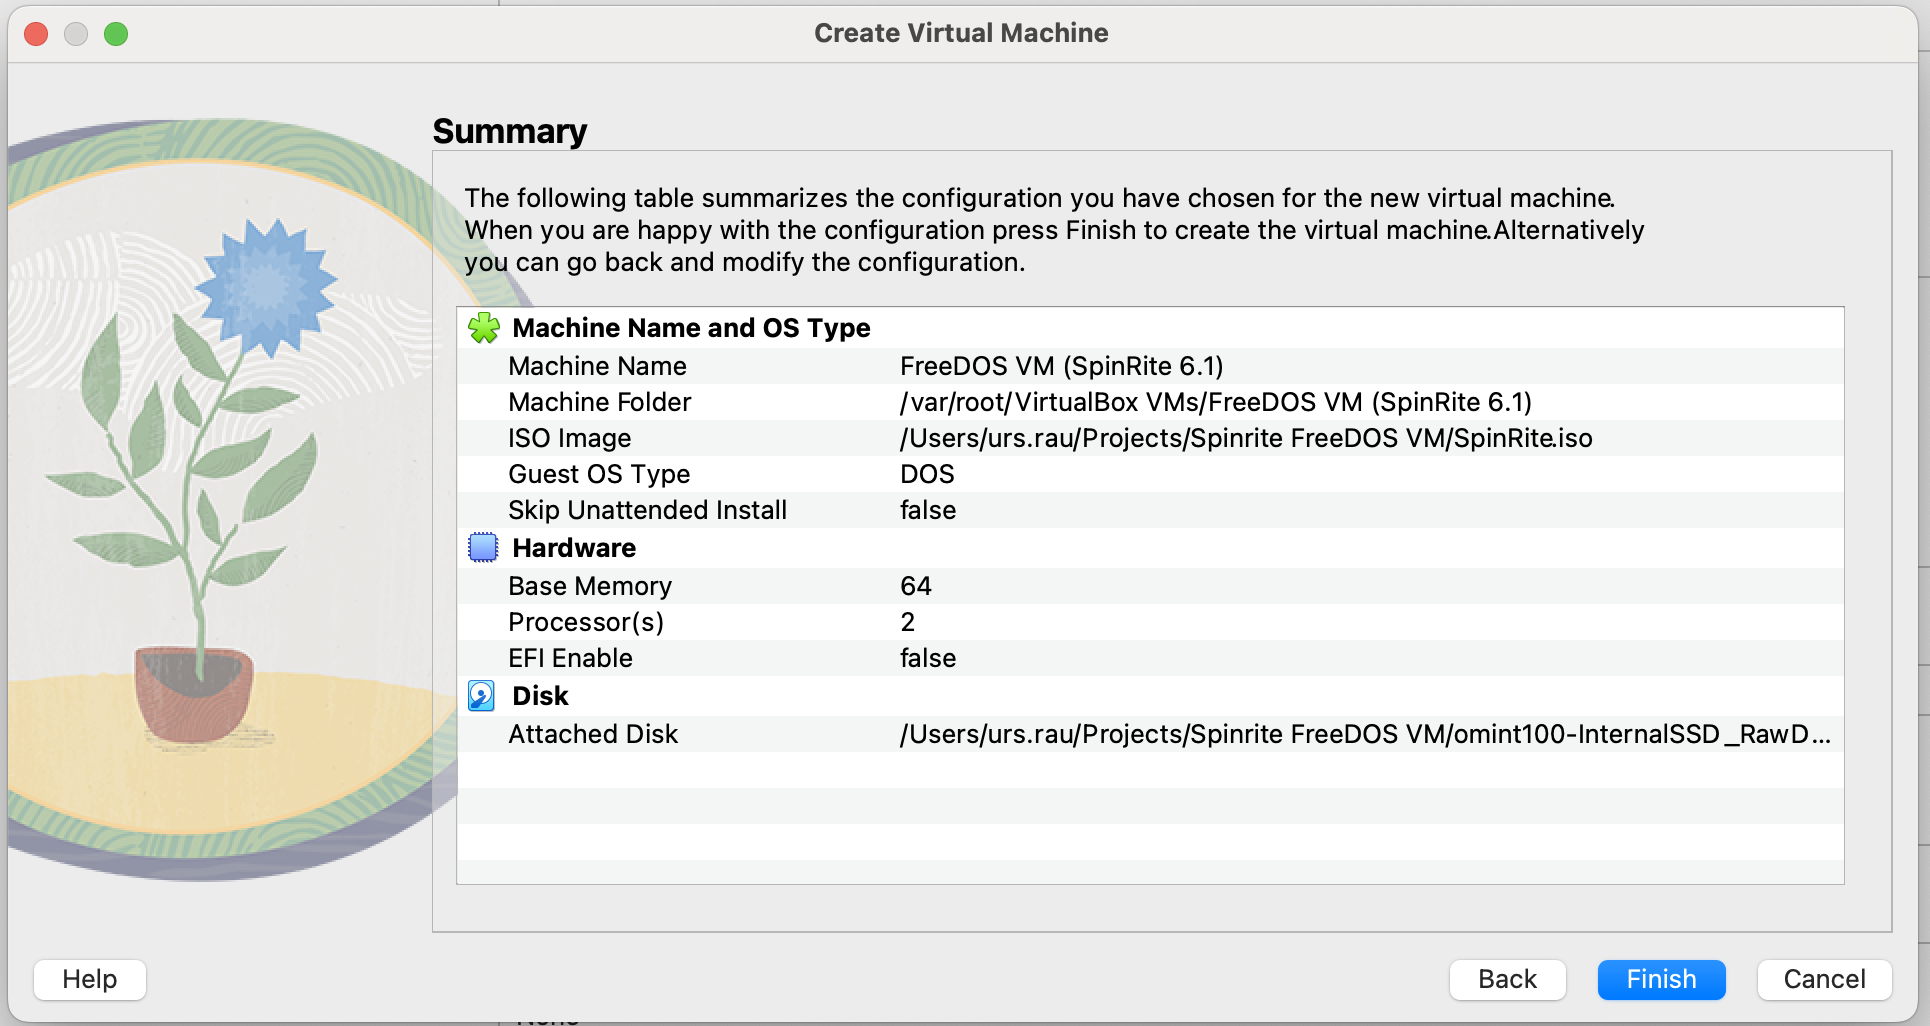 Create Virtual Machine
Summary
The following table summarizes the configuration you have chosen for the new virtual machine.
When you are happy with the configuration press Finish to create the virtual machine.Alternatively
you can go back and modify the configuration.
Machine Name and OS Type
Machine Name FreeDOS VM (SpinRite 6.1)
Machine Folder /var/root/VirtualBox VMs/FreeDOS VM (SpinRite 6.1)
ISO Image /Users/urs.rau/Projects/Spinrite FreeDOS VM/SpinRite.iso
Guest OS Type DOS
Skip Unattended Install false
Hardware
Base Memory 64
Processor(s) 2
EFI Enable false
Disk
Attached Disk /Users/urs.rau/Projects/Spinrite FreeDOS VM/omint100-InternalSSD_RawD...
Help Back Finish Cancel